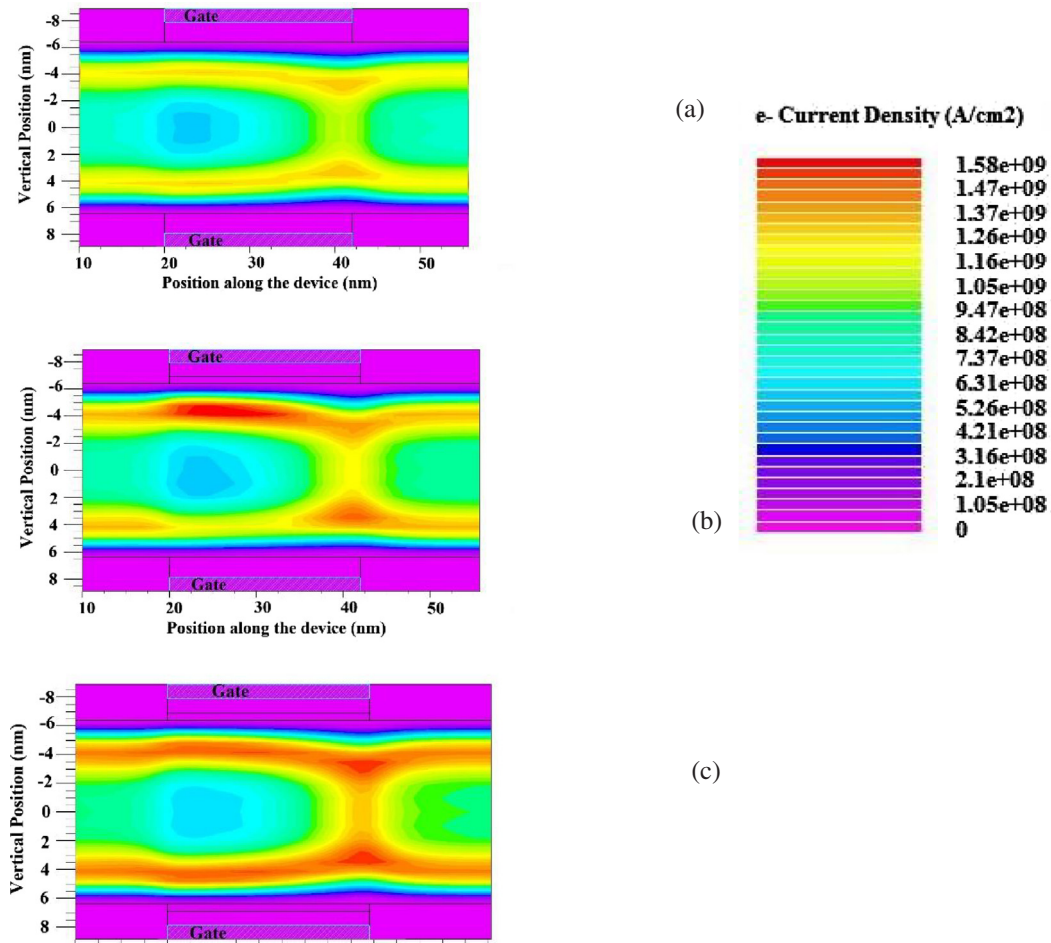 Gate
-8
-6
-4
-2
0
2
4
6
8
Vertical Position (nm)
Gate
10 20 30 40 50
Position along the device (nm)
(a)
e- Current Density (A/cm2)
1.58e+09
1.47e+09
1.37e+09
1.26e+09
1.16e+09
1.05e+09
9.47e+08
8.42e+08
7.37e+08
6.31e+08
5.26e+08
4.21e+08
3.16e+08
2.1e+08
1.05e+08
0
Gate
-8
-6
-4
-2
0
2
4
6
8
Vertical Position (nm)
Gate
10 20 30 40 50
Position along the device (nm)
(b)
Gate
-8
-6
-4
-2
0
2
4
6
8
Vertical Position (nm)
Gate
(c)